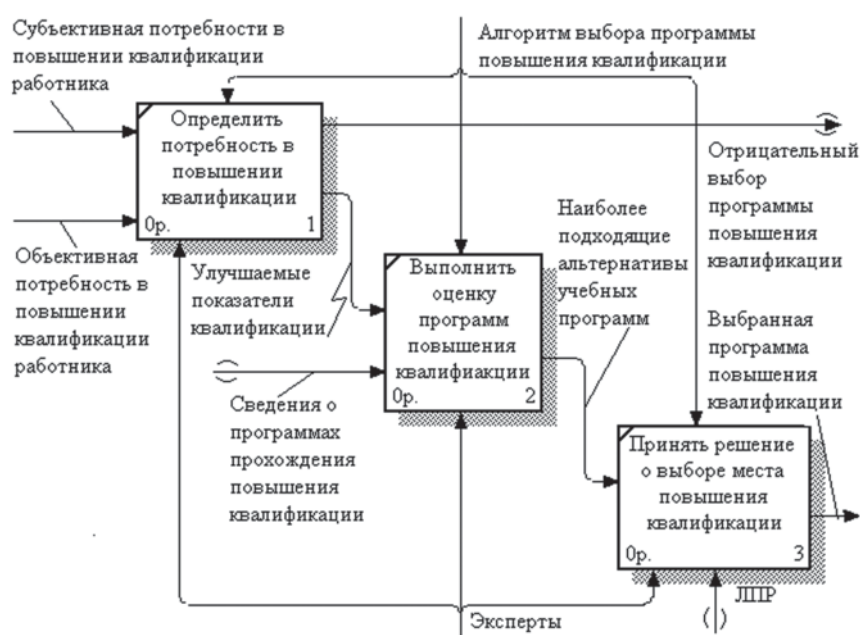 Субъективная потребности в
повышении квалификации
работника
Алгоритм выбора программы
повышения квалификации
Определить
потребность в
повышении
квалификации
0р.
1
Отрицательный
выбор
программы
повышения
квалификации
Объективная
потребность в
повышении
квалификации
работника
Улучшаемые
показатели
квалификации
Выполнить
оценку
программ
повышения
квалифиакции
0р.
2
Наиболее
подходящие
альтернативы
учебных
программ
Выбранная
программа
повышения
квалификации
Сведения о
программах
прохождения
повышения
квалификации
Принять решение
о выборе места
повышения
квалификации
0р.
3
ЛПР
Эксперты